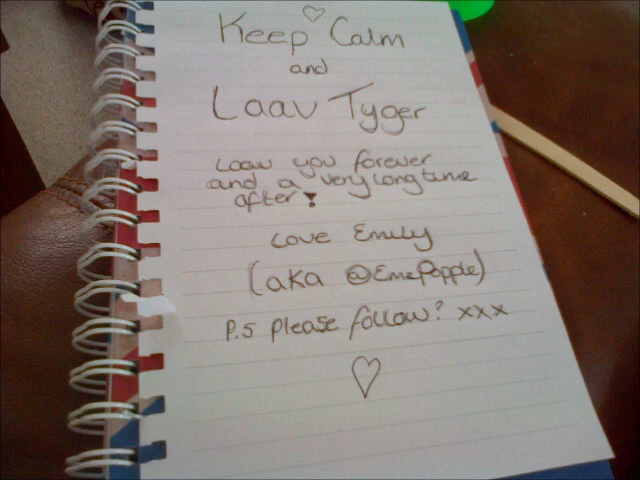 Keep Calm
and
Laav Tyger
Laav you forever
and a very long time
after!
Love Emily
(aka @EmzPopple)
P.S please follow? xxx